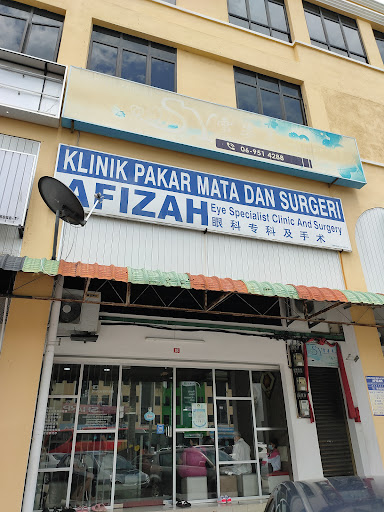 06-951 4288
KLINIK PAKAR MATA DAN SURGERI
AFIZAH
Eye Specialist Clinic And Surgery
眼科专科及手术